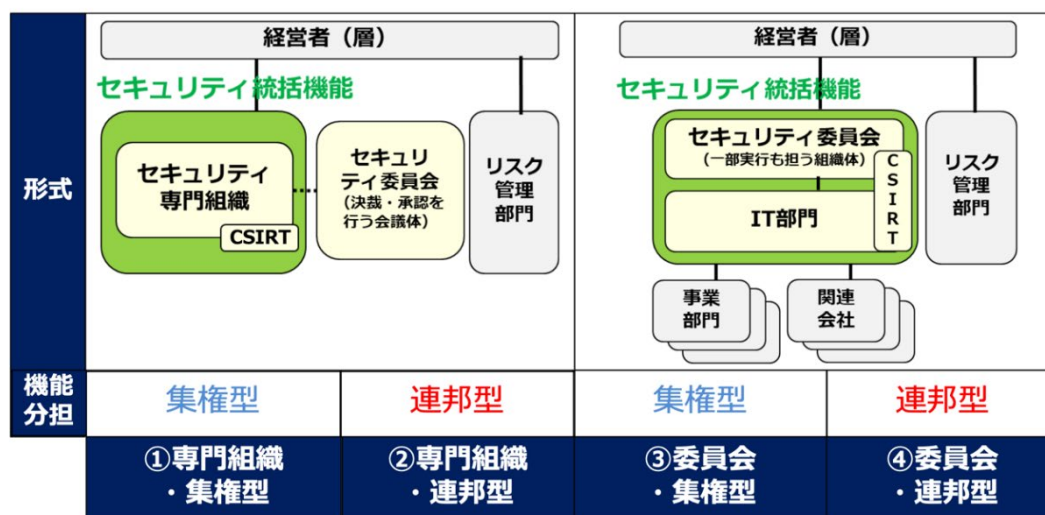 形式
経営者（層）
セキュリティ統括機能
セキュリティ
専門組織
CSIRT
セキュリ
ティ委員会
（決裁・承認を
行う会議体）
リスク
管理
部門
経営者（層）
セキュリティ統括機能
セキュリティ委員会
（一部実行も担う組織体）
CSIRT
IT部門
リスク
管理
部門
事業
部門
関連
会社
機能
分担
集権型
連邦型
集権型
連邦型
①専門組織
・集権型
②専門組織
・連邦型
③委員会
・集権型
④委員会
・連邦型